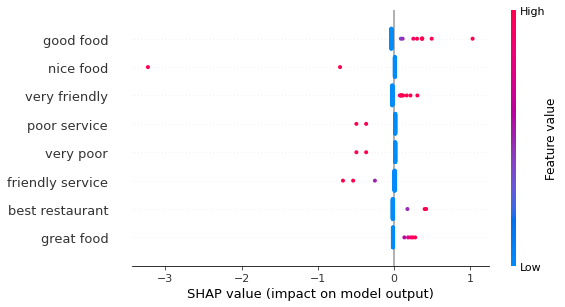 High
good food
nice food
very friendly
poor service
very poor
friendly service
best restaurant
great food
Feature value
Low
−3 −2 −1 0 1
SHAP value (impact on model output)